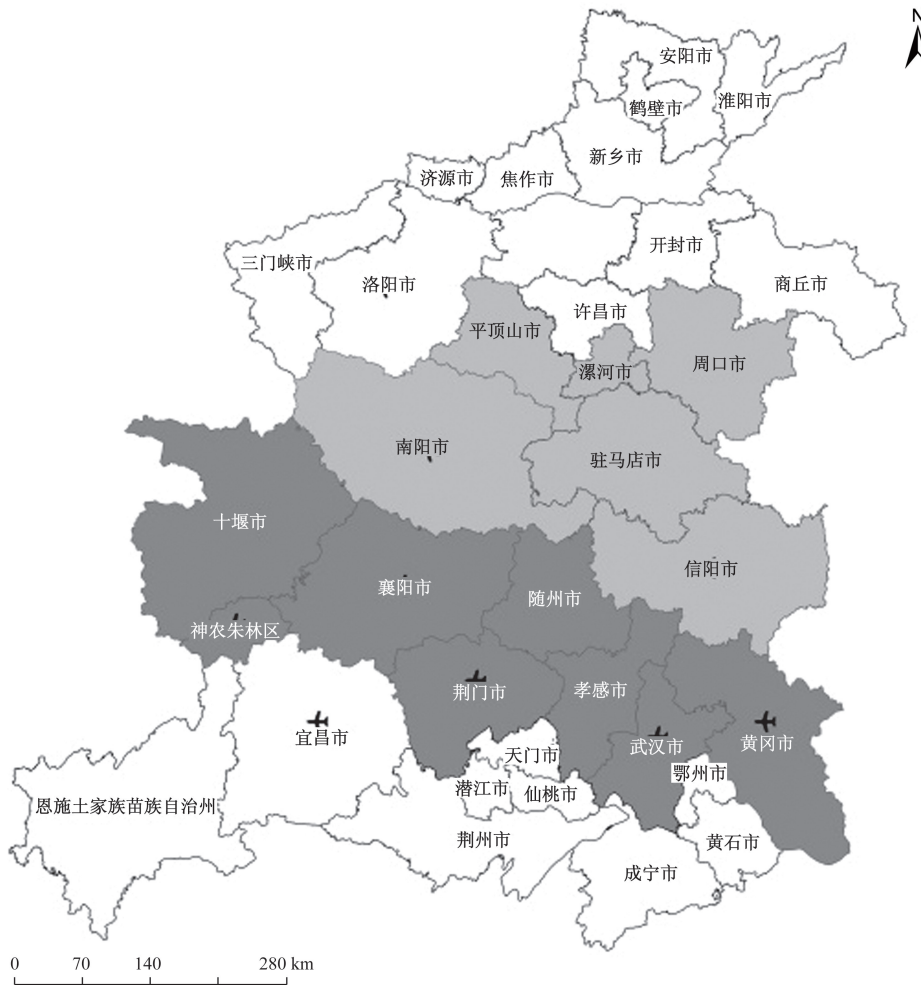 N
安阳市
淮阳市
鹤壁市
新乡市
济源市
焦作市
开封市
三门峡市
洛阳市
商丘市
许昌市
平顶山市
周口市
漯河市
南阳市
驻马店市
十堰市
信阳市
襄阳市
随州市
神农朱林区
荆门市
孝感市
宜昌市
武汉市
黄冈市
天门市
鄂州市
潜江市
仙桃市
恩施土家族苗族自治州
荆州市
黄石市
成宁市
0 70 140 280 km